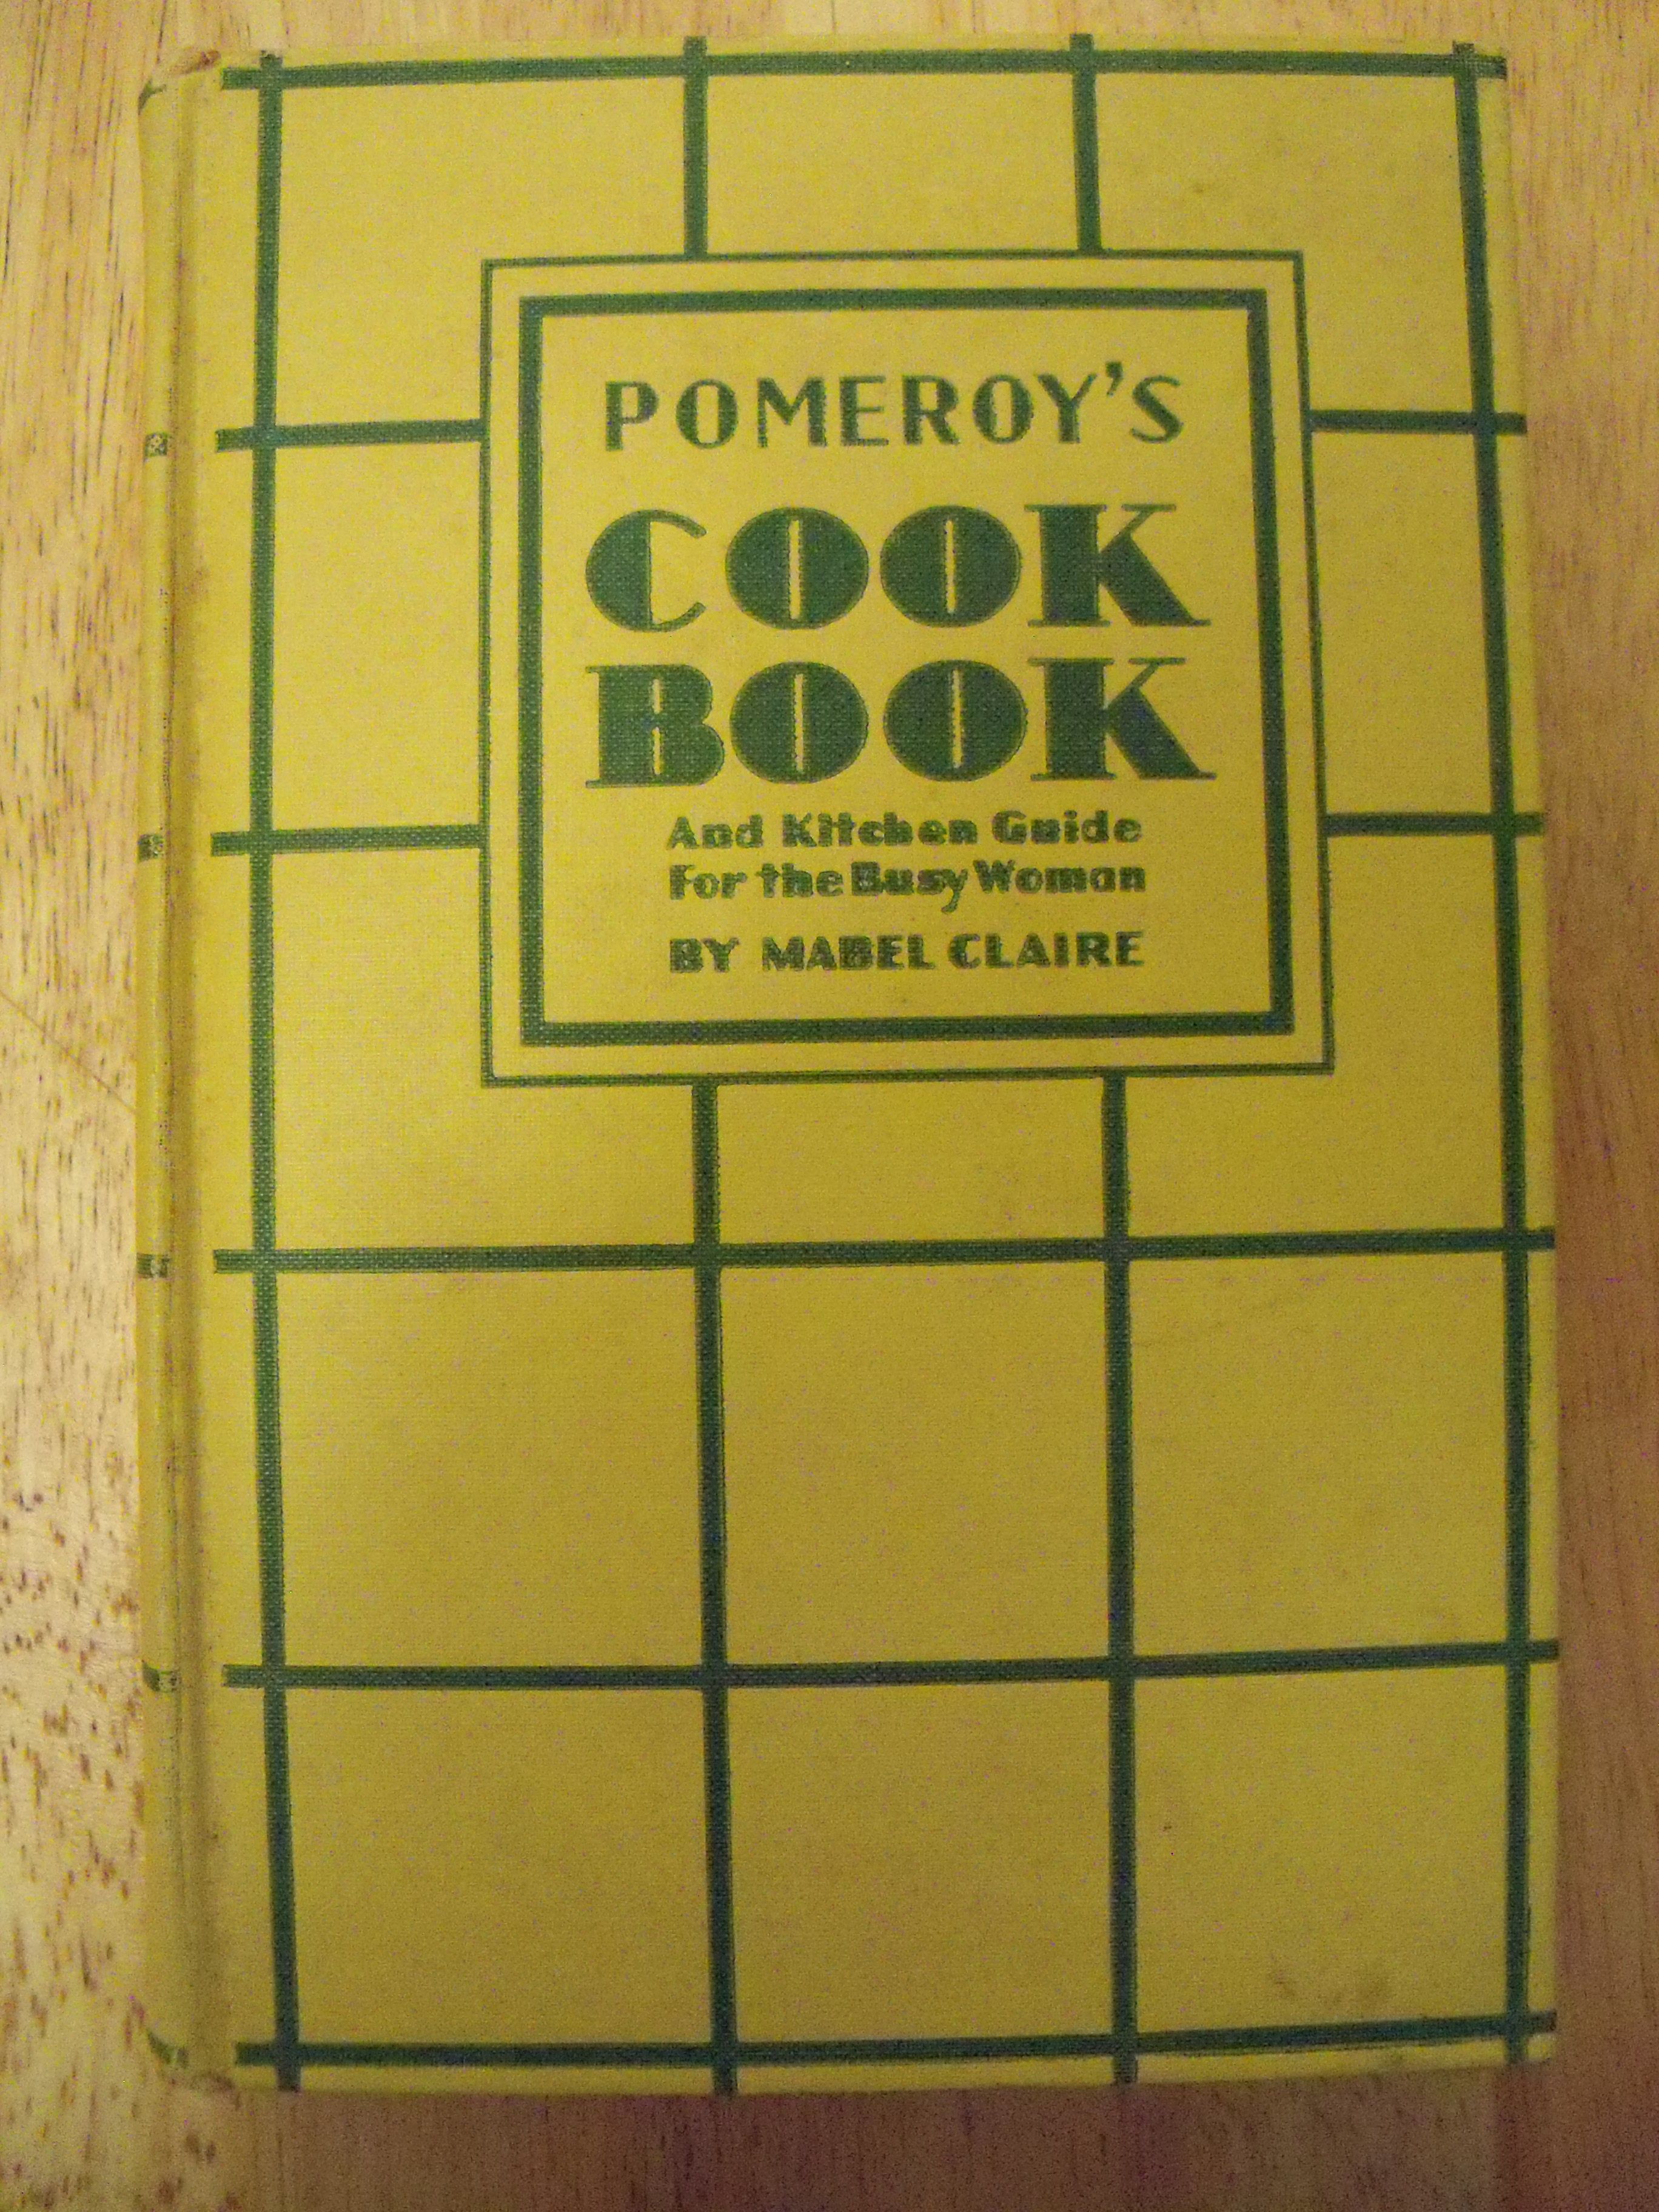 POMEROY'S
COOK
BOOK
And Kitchen Guide
For the Busy Woman
BY MABEL CLAIRE